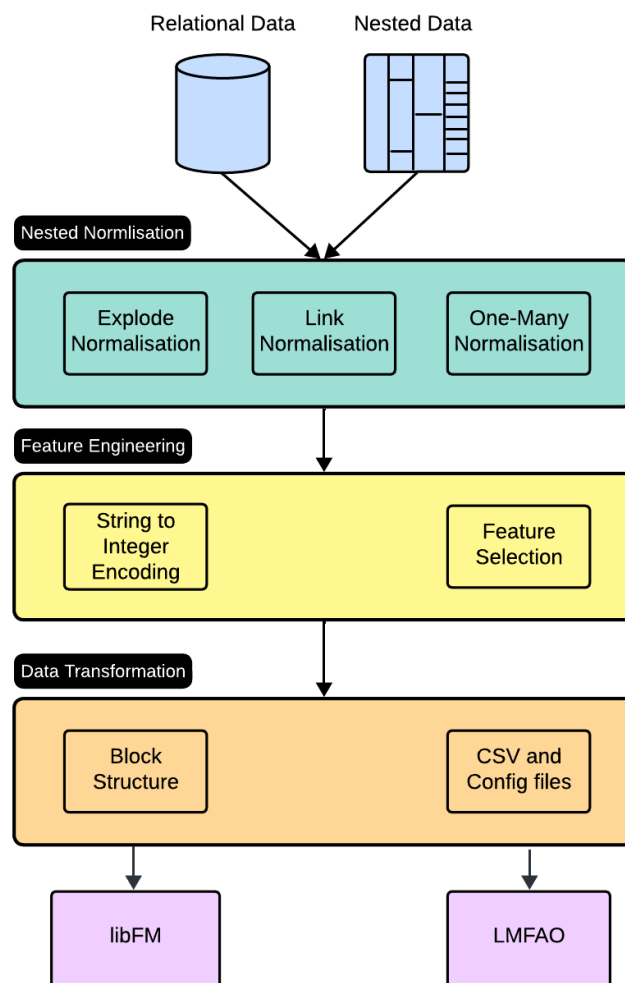 Relational Data
Nested Data
Nested Normlisation
Explode
Normalisation
Link
Normalisation
One-Many
Normalisation
Feature Engineering
String to
Integer
Encoding
Feature
Selection
Data Transformation
Block
Structure
CSV and
Config files
libFM
LMFAO